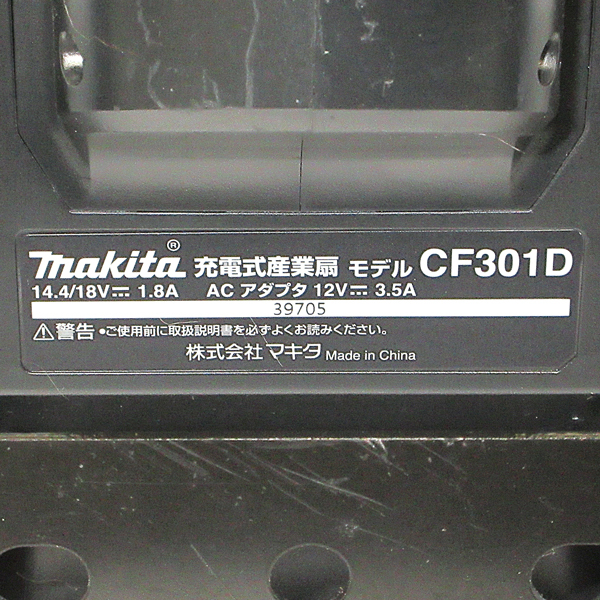 makita® 充電式産業扇 モデル CF301D
14.4/18V⎓ 1.8A AC アダプタ 12V⎓ 3.5A
39705
⚠警告 •ご使用前に取扱説明書を必ずよくお読みください。
株式会社 マキタ Made in China